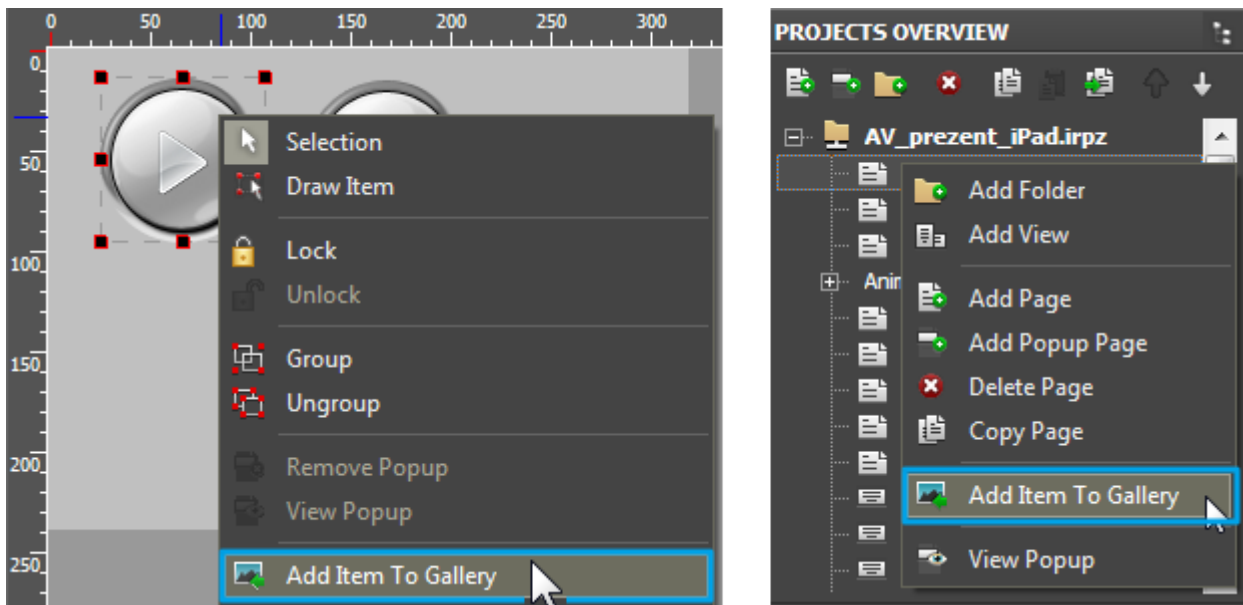 0 50 100 150 200 250 300
0
50
100
150
200
250
Selection
Draw Item
Lock
Unlock
Group
Ungroup
Remove Popup
View Popup
Add Item To Gallery
PROJECTS OVERVIEW
AV_prezent_iPad.irpz
Anim
Add Folder
Add View
Add Page
Add Popup Page
Delete Page
Copy Page
Add Item To Gallery
View Popup